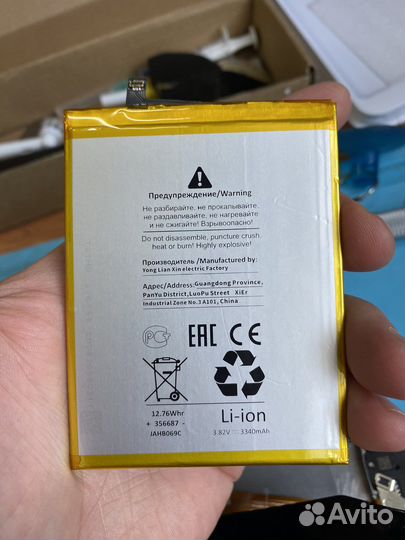 Предупреждение/Warning
Не разбирайте, не прокалывайте,
не раздавливайте, не нагревайте
и не сжигайте! Взрывоопасно!
Do not disassemble, puncture crush,
heat or burn! Highly explosive!
Производитель /Manufactured by
Yong Lian Xin electric Factory
Адрес/Address: Guangdong Province,
PanYu District,LuoPu Street XiEr
Industrial Zone No.3 A101, China
РС
EAC CE
12.76Whr
+ 356687 -
JAHB069C
Li-ion
3.82V 3340mAh
Avito